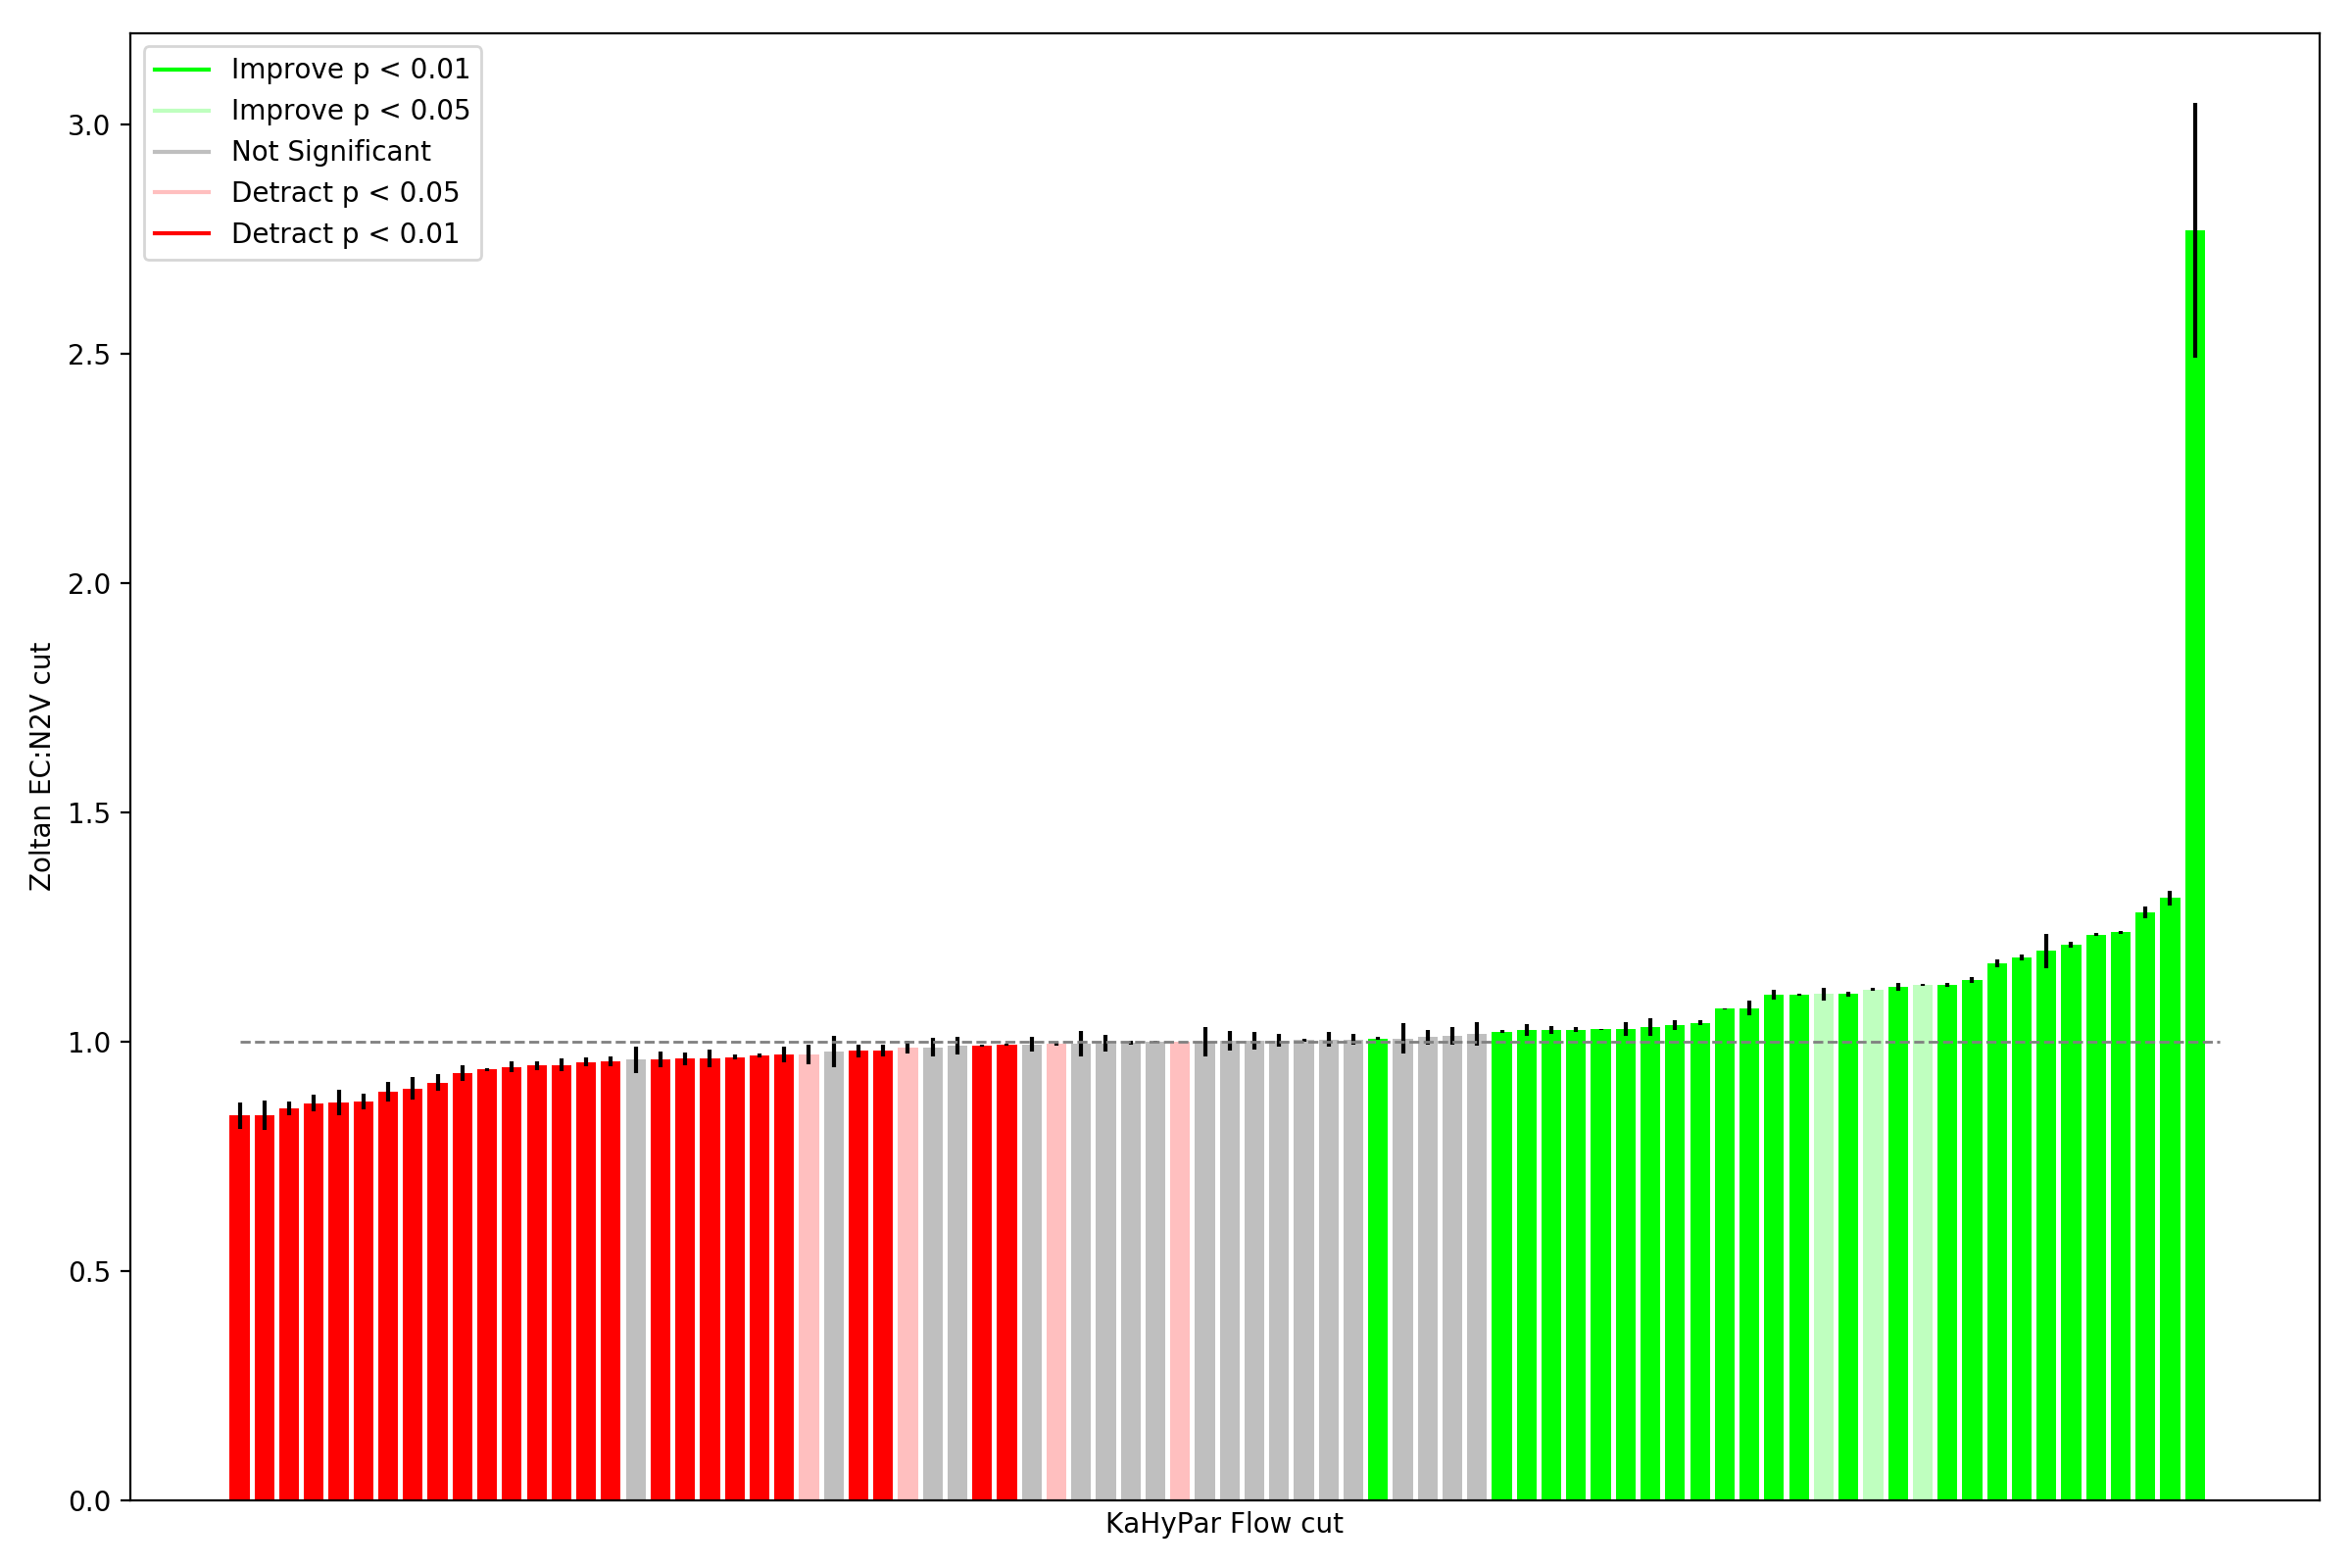 Improve p < 0.01
Improve p < 0.05
Not Significant
Detract p < 0.05
Detract p < 0.01
3.0
2.5
2.0
1.5
1.0
0.5
0.0
Zoltan EC:N2V cut
KaHyPar Flow cut